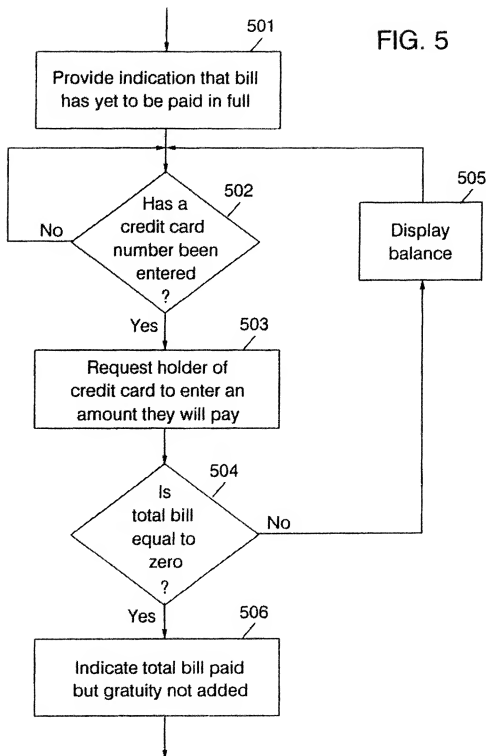 FIG. 5
501
Provide indication that bill
has yet to be paid in full
502
Has a
credit card
number been
entered
?
No
Yes
503
Request holder of
credit card to enter an
amount they will pay
504
Is
total bill
equal to
zero
?
No
Yes
505
Display
balance
506
Indicate total bill paid
but gratuity not added